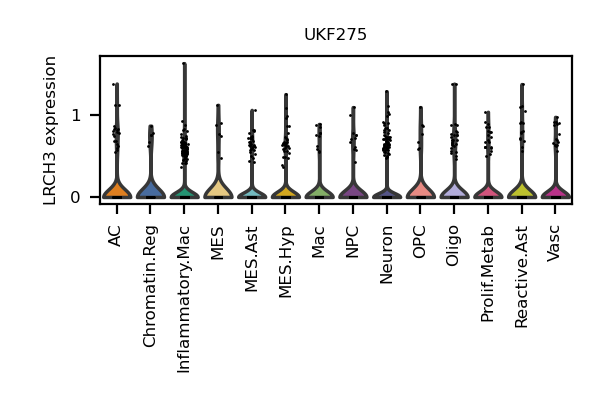 UKF275
LRCH3 expression
1
0
AC
Chromatin.Reg
Inflammatory.Mac
MES
MES.Ast
MES.Hyp
Mac
NPC
Neuron
OPC
Oligo
Prolif.Metab
Reactive.Ast
Vasc